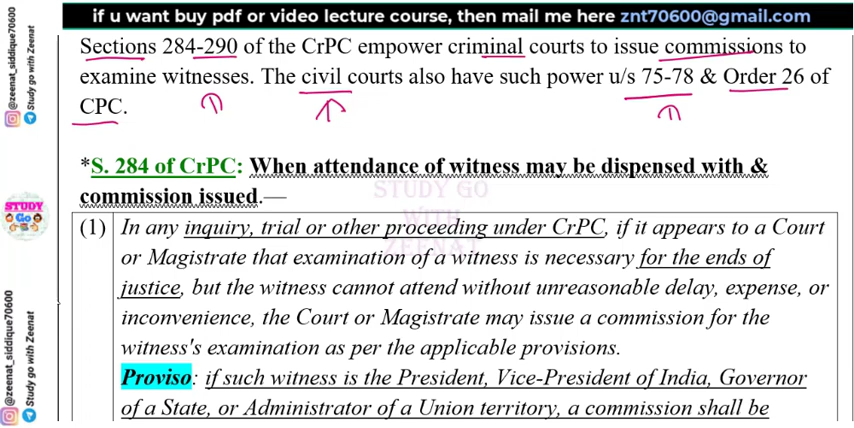 if u want buy pdf or video lecture course, then mail me here znt70600@gmail.com
Sections 284-290 of the CrPC empower criminal courts to issue commissions to
examine witnesses. The civil courts also have such power u/s 75-78 & Order 26 of
CPC.
*S. 284 of CrPC: When attendance of witness may be dispensed with &
commission issued.—
STUDY GO
WITH
ZEENAT
(1) In any inquiry, trial or other proceeding under CrPC, if it appears to a Court
or Magistrate that examination of a witness is necessary for the ends of
justice, but the witness cannot attend without unreasonable delay, expense, or
inconvenience, the Court or Magistrate may issue a commission for the
witness's examination as per the applicable provisions.
Proviso: if such witness is the President, Vice-President of India, Governor
of a State, or Administrator of a Union territory, a commission shall be
@zeenat_siddique70600
Study go with Zeenat
STUDY
Go
@zeenat_siddique70600
Study go with Zeenat